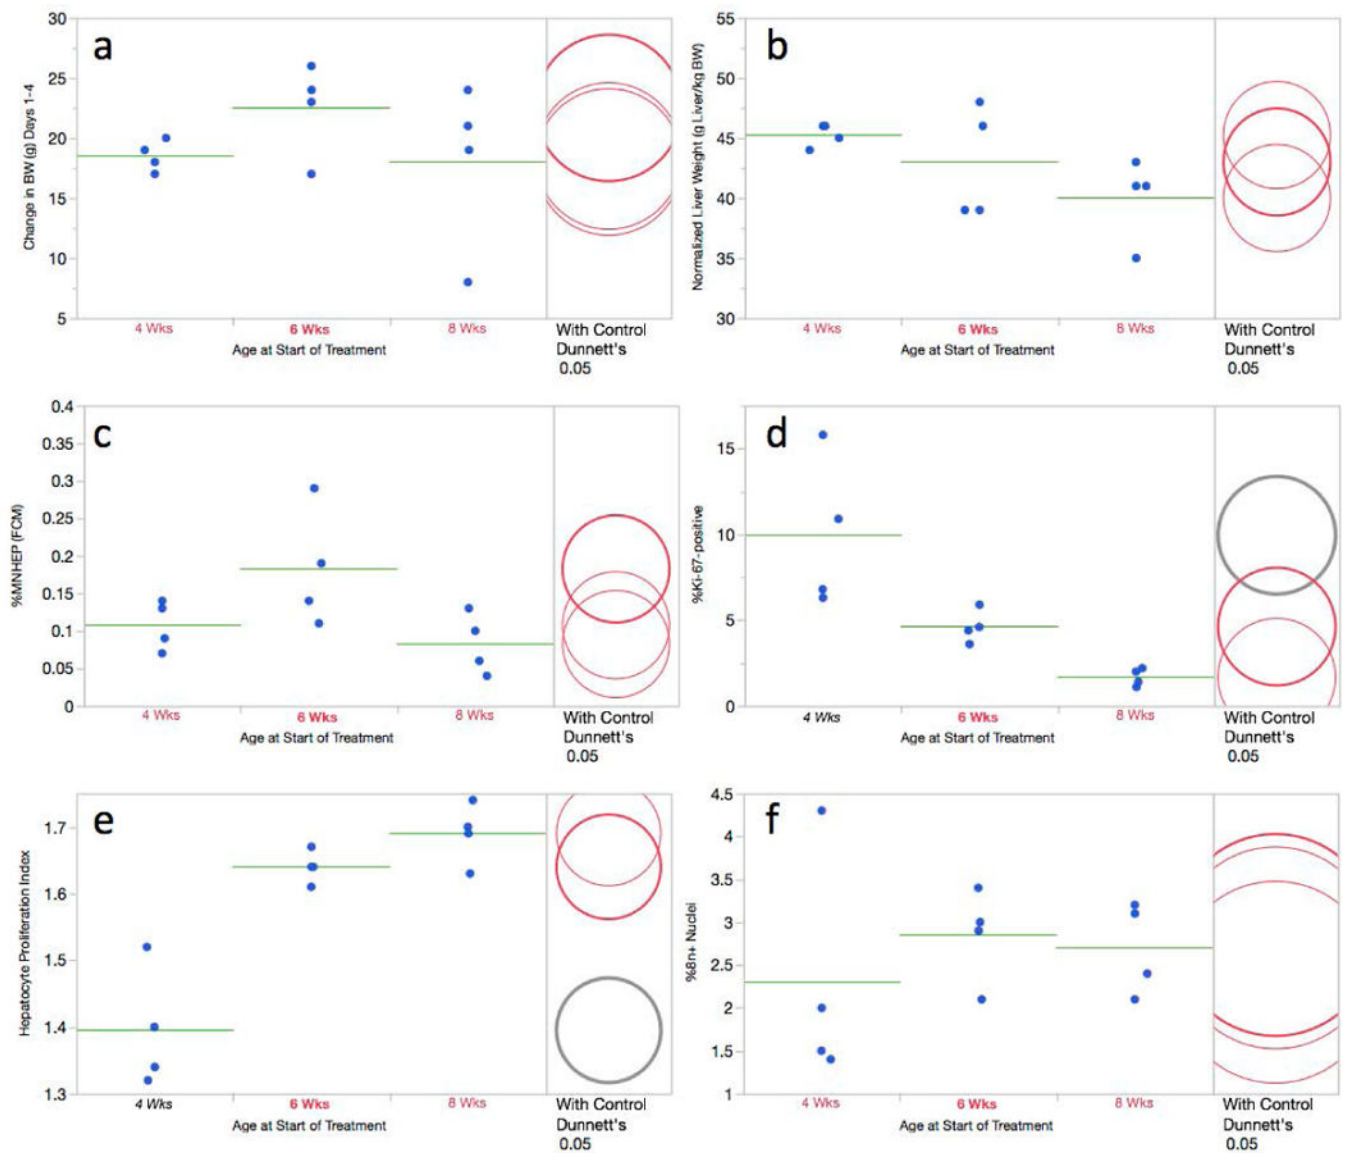 a
30
25
20
15
10
5
Change in BW (g) Days 1-4
4 Wks
6 Wks
8 Wks
Age at Start of Treatment
With Control
Dunnett's
0.05
b
55
50
45
40
35
30
Normalized Liver Weight (g Liver/kg BW)
4 Wks
6 Wks
8 Wks
Age at Start of Treatment
With Control
Dunnett's
0.05
c
0.4
0.35
0.3
0.25
0.2
0.15
0.1
0.05
0
%MNHEP (FCM)
4 Wks
6 Wks
8 Wks
Age at Start of Treatment
With Control
Dunnett's
0.05
d
15
10
5
0
%Ki-67-positive
4 Wks
6 Wks
8 Wks
Age at Start of Treatment
With Control
Dunnett's
0.05
e
1.7
1.6
1.5
1.4
1.3
Hepatocyte Proliferation Index
4 Wks
6 Wks
8 Wks
Age at Start of Treatment
With Control
Dunnett's
0.05
f
4.5
4
3.5
3
2.5
2
1.5
1
%8n+ Nuclei
4 Wks
6 Wks
8 Wks
Age at Start of Treatment
With Control
Dunnett's
0.05